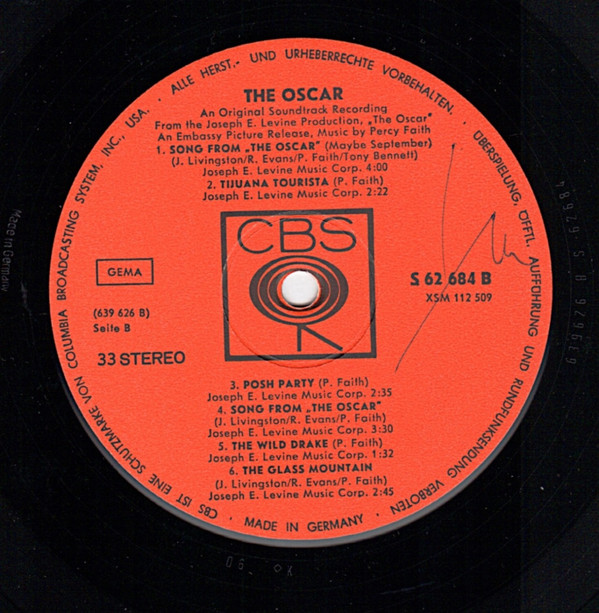 THE OSCAR
An Original Soundtrack Recording
From the Joseph E. Levine Production, „The Oscar"
An Embassy Picture Release, Music by Percy Faith
1. SONG FROM „THE OSCAR" (Maybe September)
(J. Livingston/R. Evans/P. Faith/Tony Bennett)
Joseph E. Levine Music Corp. 4:00
2. TIJUANA TOURISTA (P. Faith)
Joseph E. Levine Music Corp. 2:22
CBS
GEMA
(639 626 B)
Seite B
33 STEREO
S 62 684 B
XSM 112 509
3. POSH PARTY (P. Faith)
Joseph E. Levine Music Corp. 2:35
4. SONG FROM „THE OSCAR"
(J. Livingston/R. Evans/P. Faith)
Joseph E. Levine Music Corp. 3:30
5. THE WILD DRAKE (P. Faith)
Joseph E. Levine Music Corp. 1:32
6. THE GLASS MOUNTAIN
(J. Livingston/R. Evans/P. Faith)
Joseph E. Levine Music Corp. 2:45
CBS IST EINE SCHUTZMARKE VON COLUMBIA BROADCASTING SYSTEM, INC., USA. · ALLE HERST.- UND URHEBERRECHTE VORBEHALTEN. · ÜBERSPIELUNG, ÖFFTL. AUFFÜHRUNG UND RUNDFUNKSENDUNG VERBOTEN
· MADE IN GERMANY ·
Made in Germany